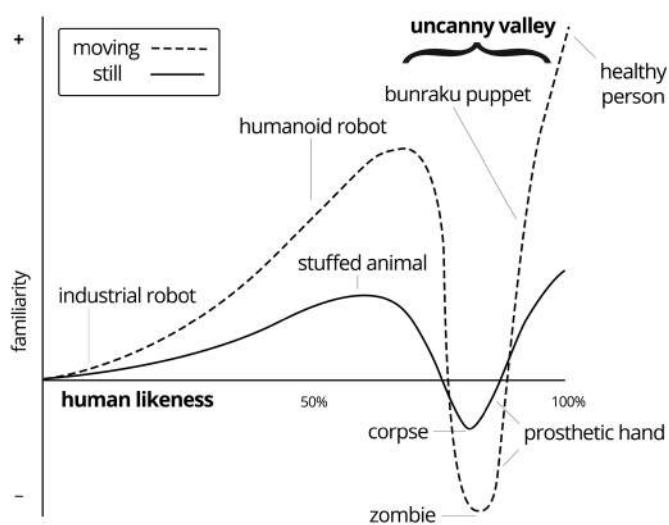 +
uncanny valley
moving
still
bunraku puppet
healthy
person
humanoid robot
stuffed animal
industrial robot
familiarity
human likeness
50%
100%
corpse
prosthetic hand
–
zombie